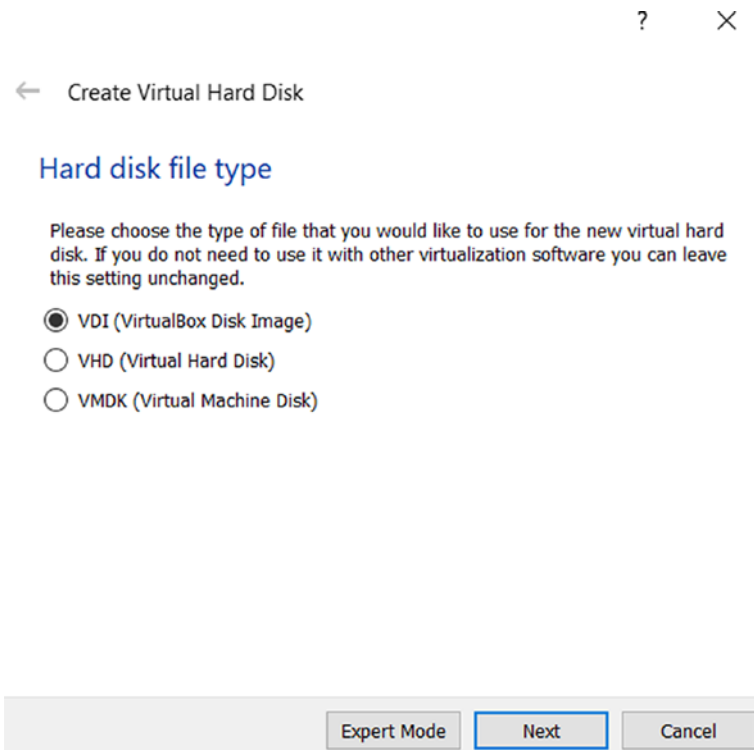 ?
Create Virtual Hard Disk
Hard disk file type
Please choose the type of file that you would like to use for the new virtual hard
disk. If you do not need to use it with other virtualization software you can leave
this setting unchanged.
VDI (VirtualBox Disk Image)
VHD (Virtual Hard Disk)
VMDK (Virtual Machine Disk)
Expert Mode Next Cancel